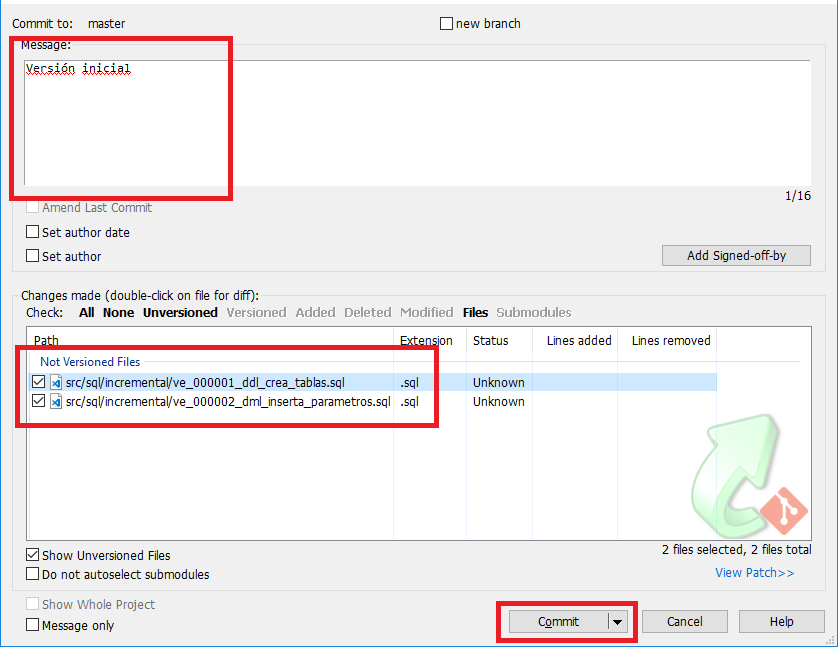 Commit to: master new branch
Message:
Versión inicial
1/16
Amend Last Commit
Set author date
Set author
Add Signed-off-by
Changes made (double-click on file for diff):
Check: All None Unversioned Versioned Added Deleted Modified Files Submodules
Path Extension Status Lines added Lines removed
Not Versioned Files
src/sql/incremental/ve_000001_ddl_crea_tablas.sql .sql Unknown
src/sql/incremental/ve_000002_dml_inserta_parametros.sql .sql Unknown
Show Unversioned Files
2 files selected, 2 files total
Do not autoselect submodules
View Patch>>
Show Whole Project
Message only
Commit Cancel Help